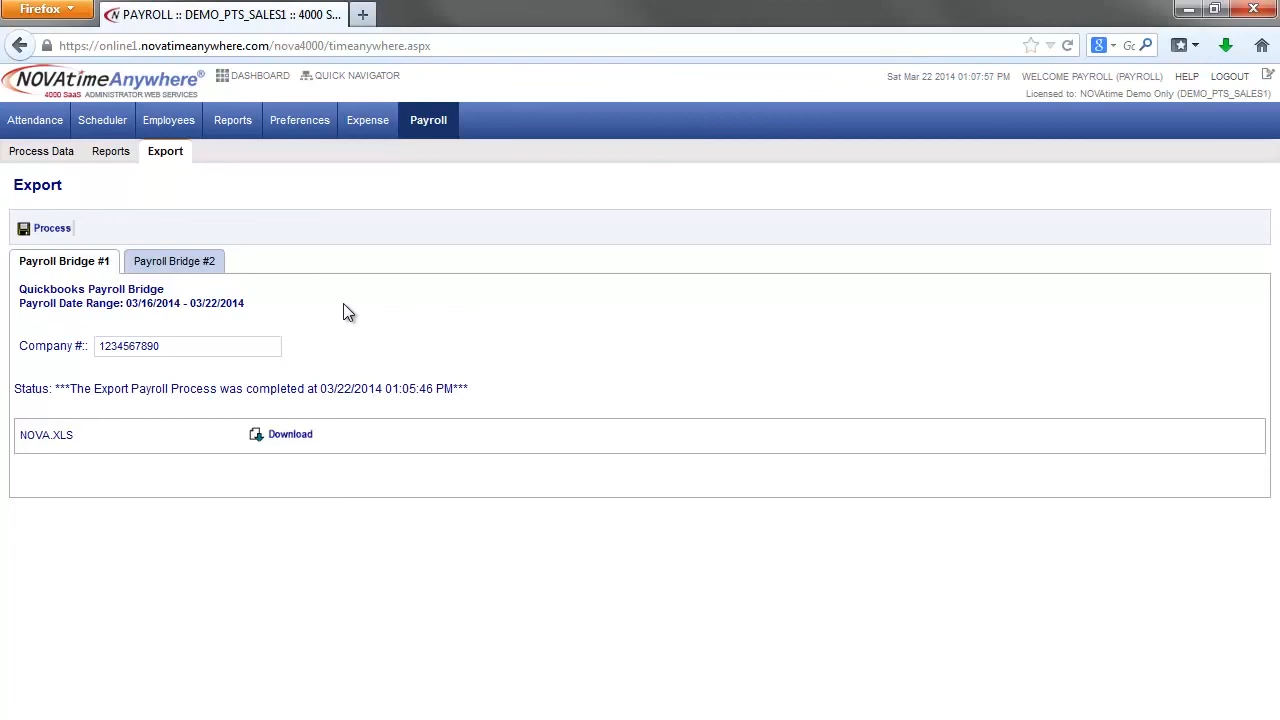 Firefox
PAYROLL :: DEMO_PTS_SALES1 :: 4000 S...
https://online1.novatimeanywhere.com/nova4000/timeanywhere.aspx
NOVAtimeAnywhere®
4000 SaaS ADMINISTRATOR WEB SERVICES
DASHBOARD QUICK NAVIGATOR
Sat Mar 22 2014 01:07:57 PM WELCOME PAYROLL (PAYROLL) HELP LOGOUT
Licensed to: NOVAtime Demo Only (DEMO_PTS_SALES1)
Attendance Scheduler Employees Reports Preferences Expense Payroll
Process Data Reports Export
Export
Process
Payroll Bridge #1 Payroll Bridge #2
Quickbooks Payroll Bridge
Payroll Date Range: 03/16/2014 - 03/22/2014
Company #:: 1234567890
Status: ***The Export Payroll Process was completed at 03/22/2014 01:05:46 PM***
NOVA.XLS Download